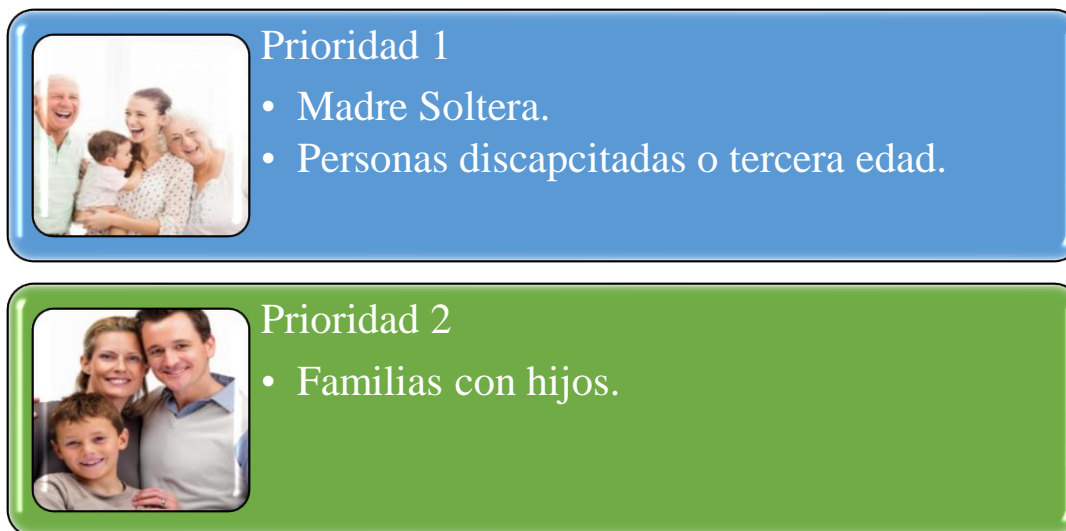 Prioridad 1
• Madre Soltera.
• Personas discapcitadas o tercera edad.
Prioridad 2
• Familias con hijos.